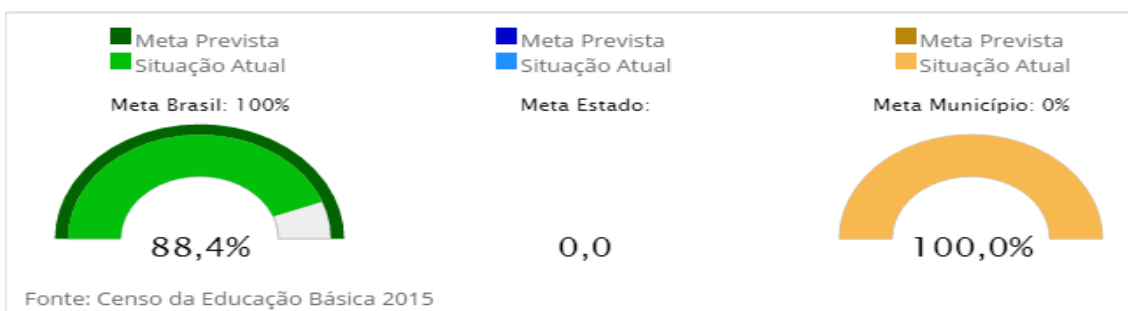 Meta Prevista
Situação Atual
Meta Brasil: 100%
88,4%
Meta Prevista
Situação Atual
Meta Estado:
0,0
Meta Prevista
Situação Atual
Meta Município: 0%
100,0%
Fonte: Censo da Educação Básica 2015